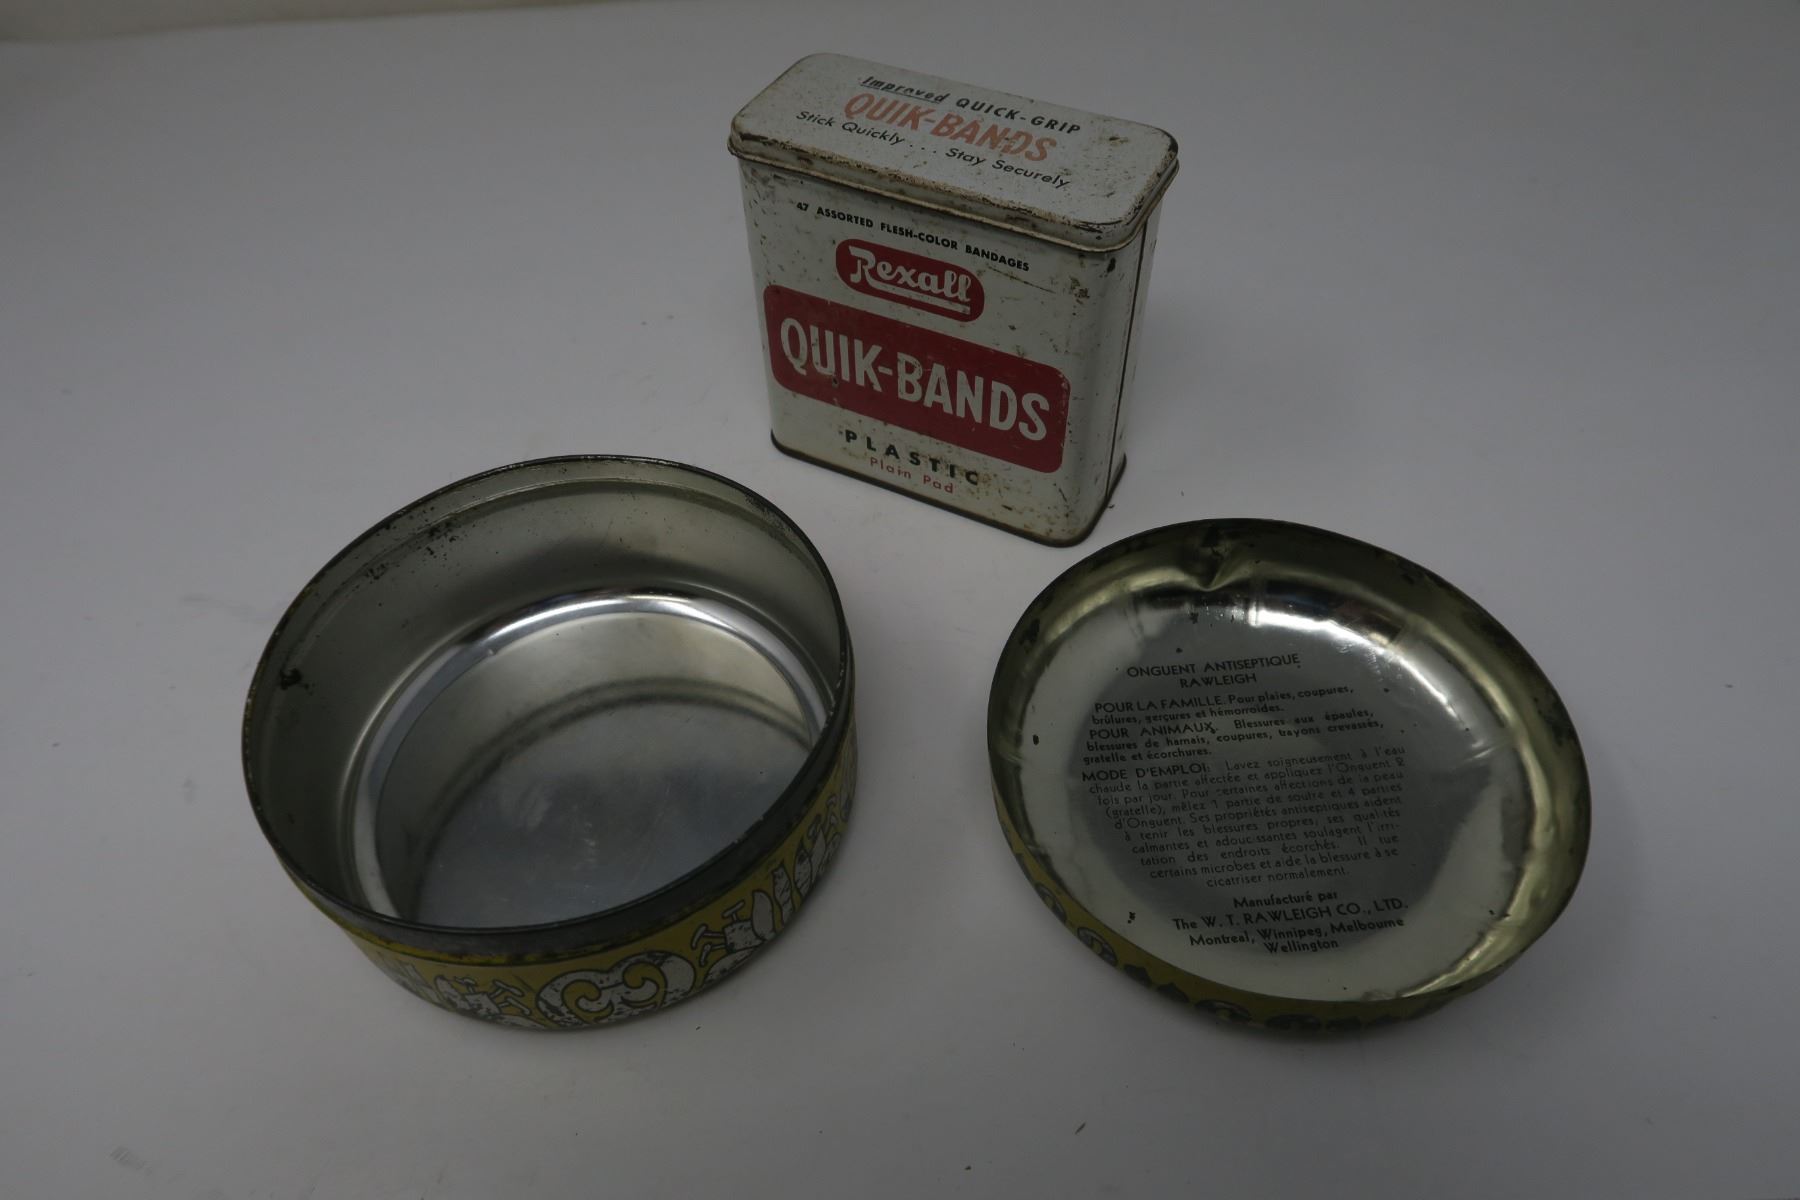 Improved QUICK-GRIP
QUIK-BANDS
Stick Quickly . . . Stay Securely
47 ASSORTED FLESH-COLOR BANDAGES
Rexall
QUIK-BANDS
PLASTIC
Plain Pad
ONGUENT ANTISEPTIQUE
RAWLEIGH
POUR LA FAMILLE. Pour plaies, coupures,
brûlures, gerçures et hémorroides.
POUR ANIMAUX. Blessures aux épaules,
blessures de harnais, coupures, trayons crevassés,
gratelle et écorchures.
MODE D'EMPLOI: Lavez soigneusement à l'eau
chaude la partie affectée et appliquez l'Onguent 2
fois par jour. Pour certaines affections de la peau
(gratelle), mêlez 1 partie de soufre et 4 parties
d'Onguent. Ses propriétés antiseptiques aident
à tenir les blessures propres; ses qualités
calmantes et adoucissantes soulagent l'irri-
tation des endroits écorchés. Il tue
certains microbes et aide la blessure à se
cicatriser normalement.
Manufacturé par
The W. T. RAWLEIGH CO., LTD.
Montreal, Winnipeg, Melbourne
Wellington